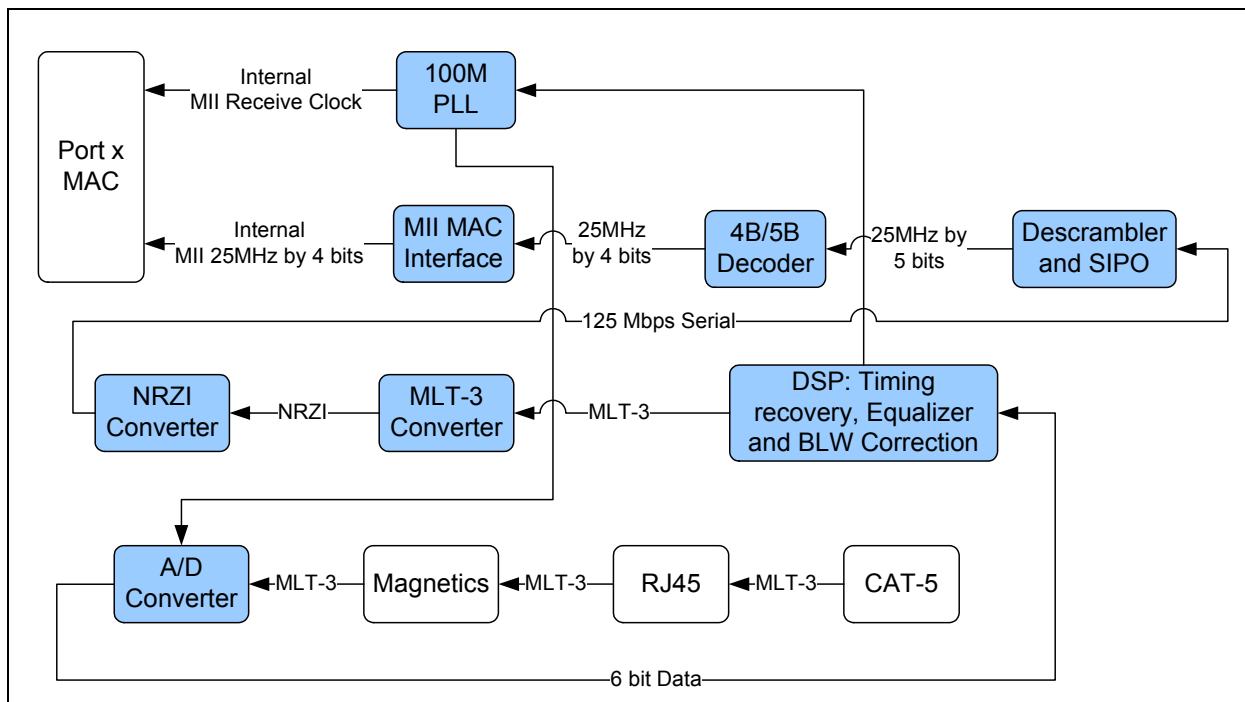 Internal
MII Receive Clock
100M
PLL
Port x
MAC
Internal
MII 25MHz by 4 bits
MII MAC
Interface
25MHz
by 4 bits
4B/5B
Decoder
25MHz by
5 bits
Descrambler
and SIPO
125 Mbps Serial
NRZI
Converter
NRZI
MLT-3
Converter
MLT-3
DSP: Timing
recovery, Equalizer
and BLW Correction
A/D
Converter
MLT-3
Magnetics
MLT-3
RJ45
MLT-3
CAT-5
6 bit Data